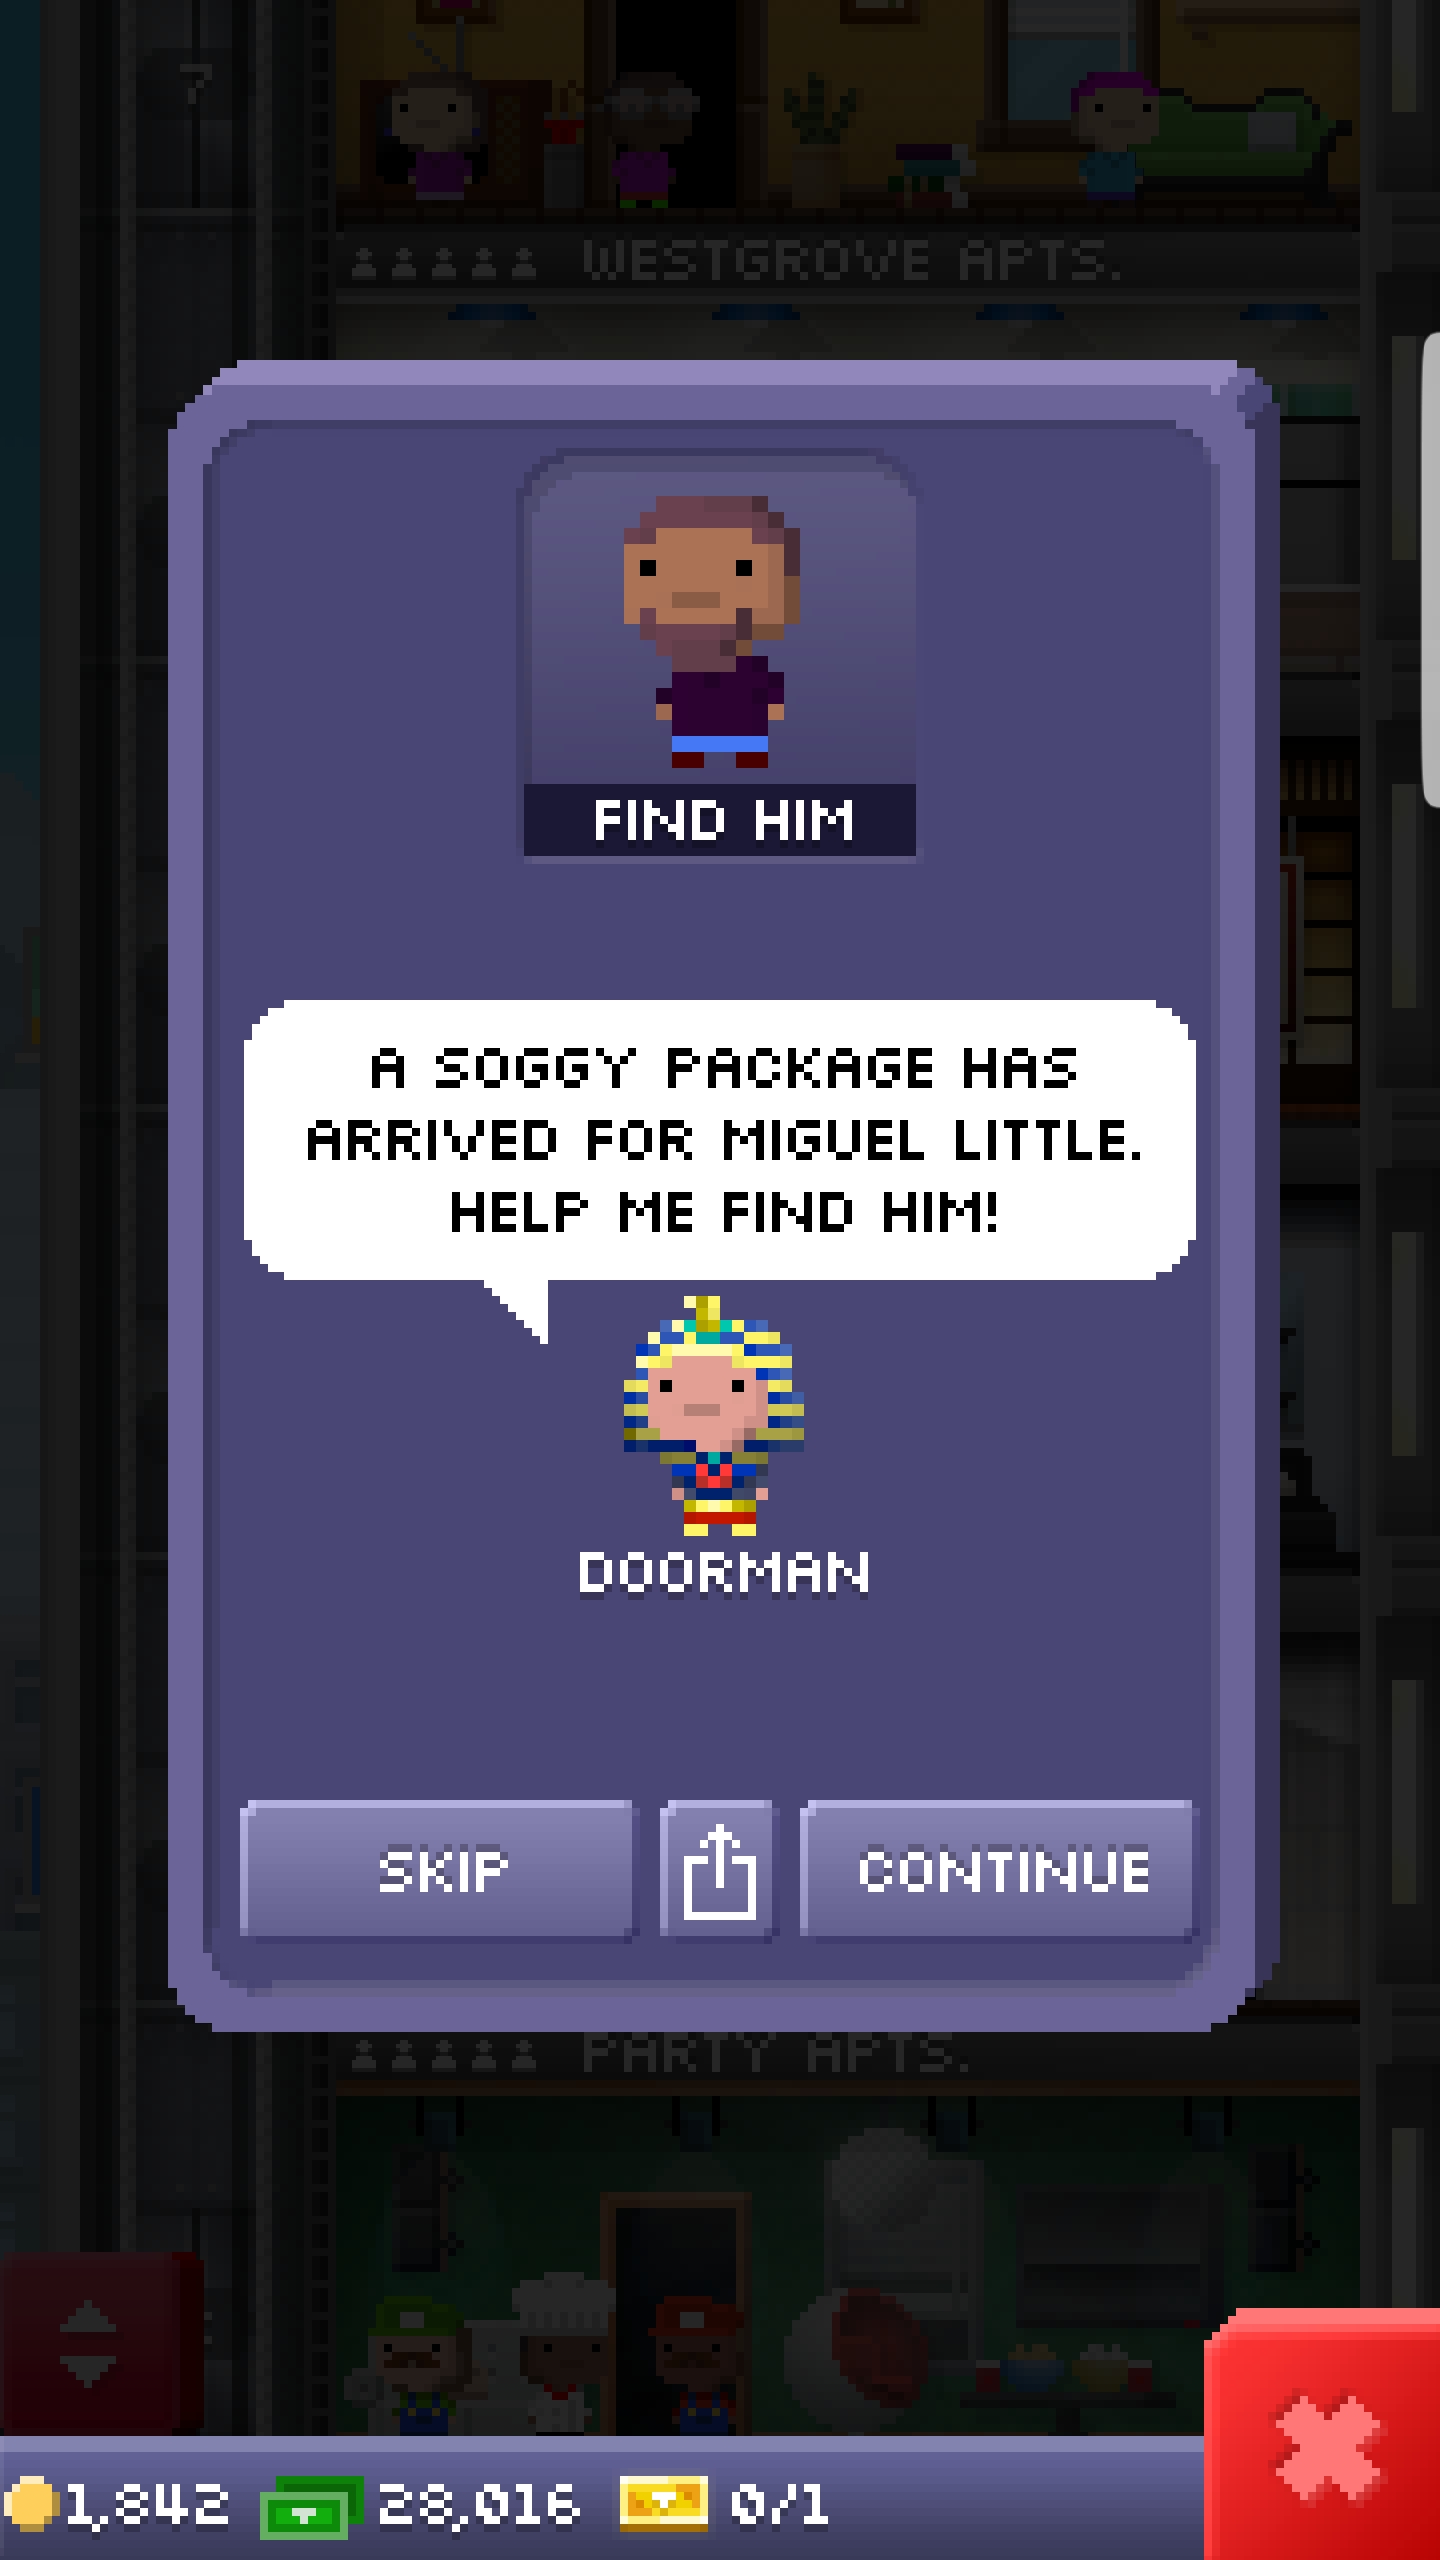 ?
WESTGROVE APTS.
FIND HIM
A SOGGY PACKAGE HAS
ARRIVED FOR MIGUEL LITTLE.
HELP ME FIND HIM!
DOORMAN
SKIP
CONTINUE
PARTY APTS.
1,842 28,016 0/1